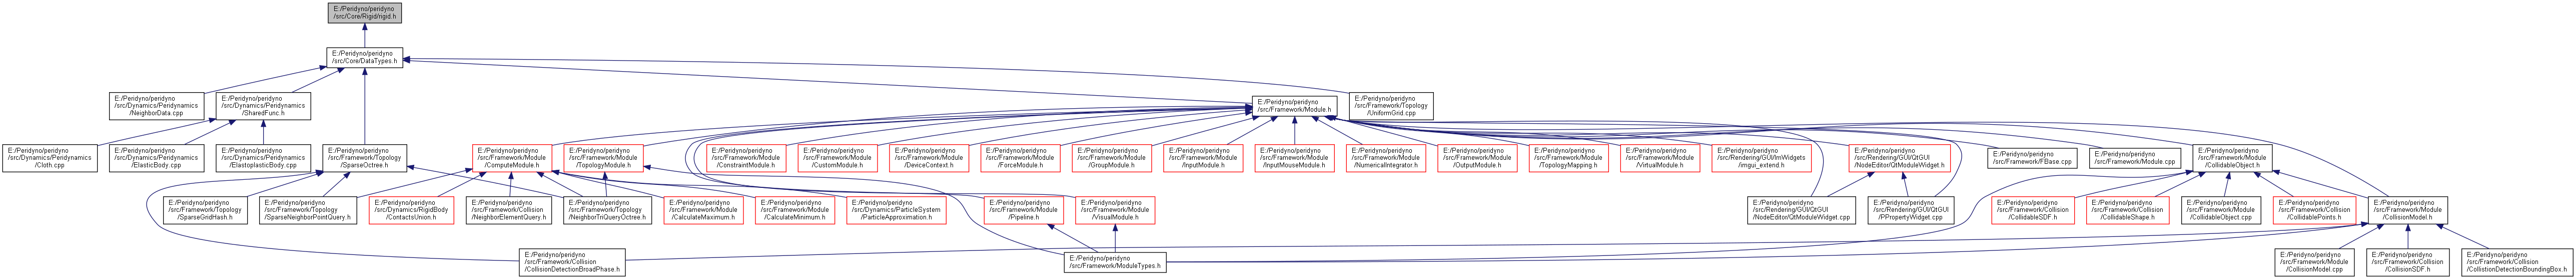 E:/Peridyno/peridyno
/src/Core/Rigid/rigid.h
E:/Peridyno/peridyno
/src/Core/DataTypes.h
E:/Peridyno/peridyno
/src/Dynamics/Peridynamics
/NeighborData.cpp
E:/Peridyno/peridyno
/src/Dynamics/Peridynamics
/SharedFunc.h
E:/Peridyno/peridyno
/src/Framework/Module.h
E:/Peridyno/peridyno
/src/Framework/Topology
/UniformGrid.cpp
E:/Peridyno/peridyno
/src/Dynamics/Peridynamics
/Cloth.cpp
E:/Peridyno/peridyno
/src/Dynamics/Peridynamics
/ElasticBody.cpp
E:/Peridyno/peridyno
/src/Dynamics/Peridynamics
/ElastoplasticBody.cpp
E:/Peridyno/peridyno
/src/Framework/Topology
/SparseOctree.h
E:/Peridyno/peridyno
/src/Framework/Module
/ComputeModule.h
E:/Peridyno/peridyno
/src/Framework/Module
/TopologyModule.h
E:/Peridyno/peridyno
/src/Framework/Module
/ConstraintModule.h
E:/Peridyno/peridyno
/src/Framework/Module
/CustomModule.h
E:/Peridyno/peridyno
/src/Framework/Module
/DeviceContext.h
E:/Peridyno/peridyno
/src/Framework/Module
/ForceModule.h
E:/Peridyno/peridyno
/src/Framework/Module
/GroupModule.h
E:/Peridyno/peridyno
/src/Framework/Module
/InputModule.h
E:/Peridyno/peridyno
/src/Framework/Module
/InputMouseModule.h
E:/Peridyno/peridyno
/src/Framework/Module
/NumericalIntegrator.h
E:/Peridyno/peridyno
/src/Framework/Module
/OutputModule.h
E:/Peridyno/peridyno
/src/Framework/Module
/TopologyMapping.h
E:/Peridyno/peridyno
/src/Framework/Module
/VirtualModule.h
E:/Peridyno/peridyno
/src/Rendering/GUI/ImWidgets
/imgui_extend.h
E:/Peridyno/peridyno
/src/Rendering/GUI/QtGUI
/NodeEditor/QtModuleWidget.h
E:/Peridyno/peridyno
/src/Framework/FBase.cpp
E:/Peridyno/peridyno
/src/Framework/Module.cpp
E:/Peridyno/peridyno
/src/Framework/Module
/CollidableObject.h
E:/Peridyno/peridyno
/src/Framework/Topology
/SparseGridHash.h
E:/Peridyno/peridyno
/src/Framework/Topology
/SparseNeighborPointQuery.h
E:/Peridyno/peridyno
/src/Dynamics/RigidBody
/ContactsUnion.h
E:/Peridyno/peridyno
/src/Framework/Collision
/NeighborElementQuery.h
E:/Peridyno/peridyno
/src/Framework/Topology
/NeighborTriQueryOctree.h
E:/Peridyno/peridyno
/src/Framework/Module
/CalculateMaximum.h
E:/Peridyno/peridyno
/src/Framework/Module
/CalculateMinimum.h
E:/Peridyno/peridyno
/src/Dynamics/ParticleSystem
/ParticleApproximation.h
E:/Peridyno/peridyno
/src/Framework/Module
/Pipeline.h
E:/Peridyno/peridyno
/src/Framework/Module
/VisualModule.h
E:/Peridyno/peridyno
/src/Rendering/GUI/QtGUI
/NodeEditor/QtModuleWidget.cpp
E:/Peridyno/peridyno
/src/Rendering/GUI/QtGUI
/PPropertyWidget.cpp
E:/Peridyno/peridyno
/src/Framework/Collision
/CollidableSDF.h
E:/Peridyno/peridyno
/src/Framework/Collision
/CollidableShape.h
E:/Peridyno/peridyno
/src/Framework/Module
/CollidableObject.cpp
E:/Peridyno/peridyno
/src/Framework/Collision
/CollidablePoints.h
E:/Peridyno/peridyno
/src/Framework/Module
/CollisionModel.h
E:/Peridyno/peridyno
/src/Framework/Collision
/CollisionDetectionBroadPhase.h
E:/Peridyno/peridyno
/src/Framework/ModuleTypes.h
E:/Peridyno/peridyno
/src/Framework/Module
/CollisionModel.cpp
E:/Peridyno/peridyno
/src/Framework/Collision
/CollisionSDF.h
E:/Peridyno/peridyno
/src/Framework/Collision
/CollistionDetectionBoundingBox.h